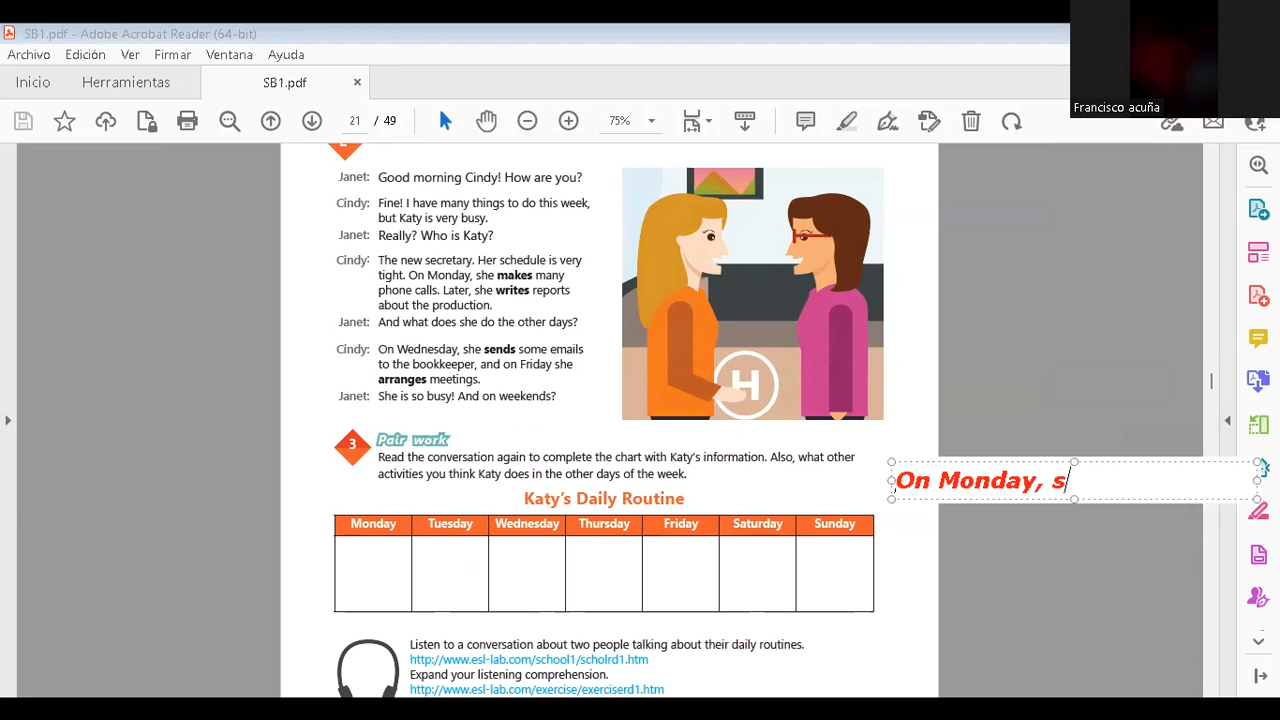 SB1.pdf - Adobe Acrobat Reader (64-bit)
Archivo Edición Ver Firmar Ventana Ayuda
Inicio Herramientas SB1.pdf ×
Francisco acuña
21 / 49 75%
Janet: Good morning Cindy! How are you?
Cindy: Fine! I have many things to do this week,
but Katy is very busy.
Janet: Really? Who is Katy?
Cindy: The new secretary. Her schedule is very
tight. On Monday, she makes many
phone calls. Later, she writes reports
about the production.
Janet: And what does she do the other days?
Cindy: On Wednesday, she sends some emails
to the bookkeeper, and on Friday she
arranges meetings.
Janet: She is so busy! And on weekends?
H
3 Pair work
Read the conversation again to complete the chart with Katy's information. Also, what other
activities you think Katy does in the other days of the week.
On Monday, s
Katy's Daily Routine
Monday Tuesday Wednesday Thursday Friday Saturday Sunday
Listen to a conversation about two people talking about their daily routines.
http://www.esl-lab.com/school1/scholrd1.htm
Expand your listening comprehension.
http://www.esl-lab.com/exercise/exerciserd1.htm